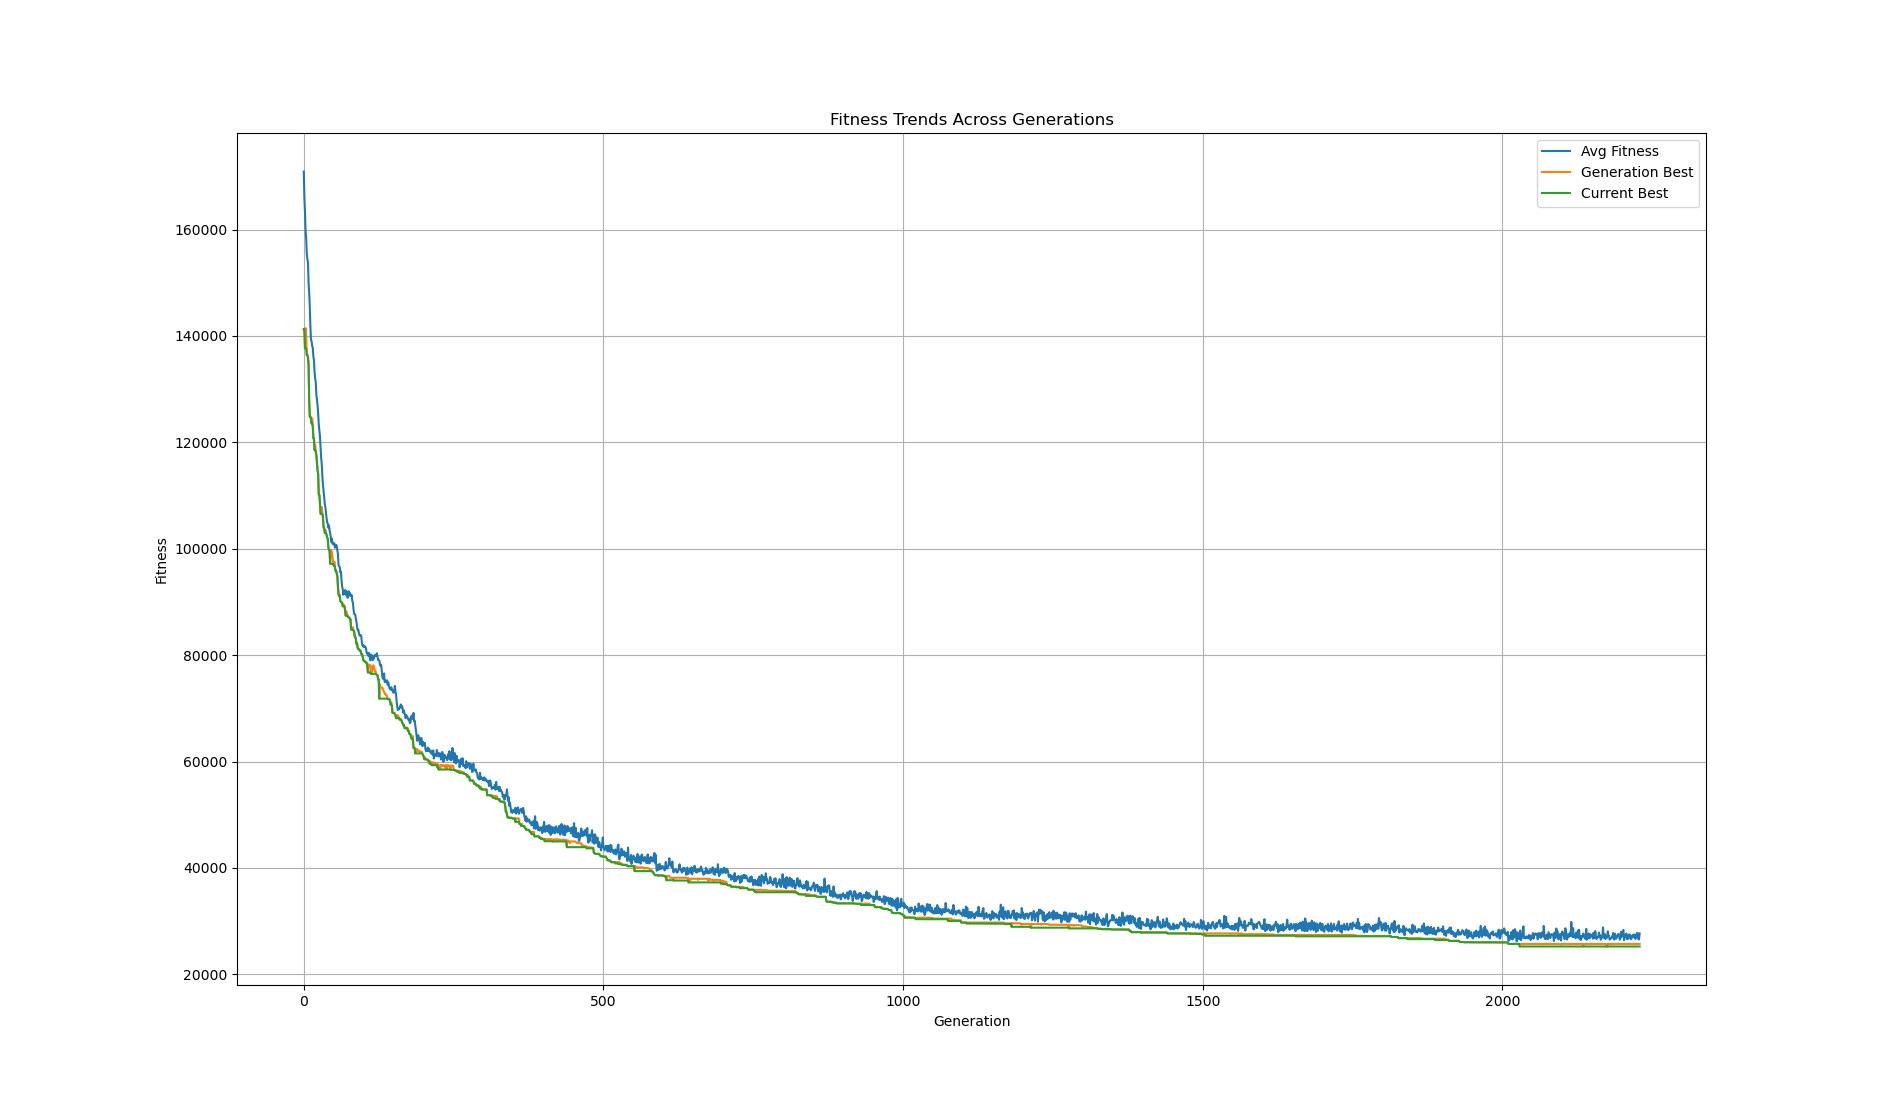 Fitness Trends Across Generations
Avg Fitness
Generation Best
Current Best
160000
140000
120000
100000
80000
60000
40000
20000
Fitness
0
500
1000
1500
2000
Generation